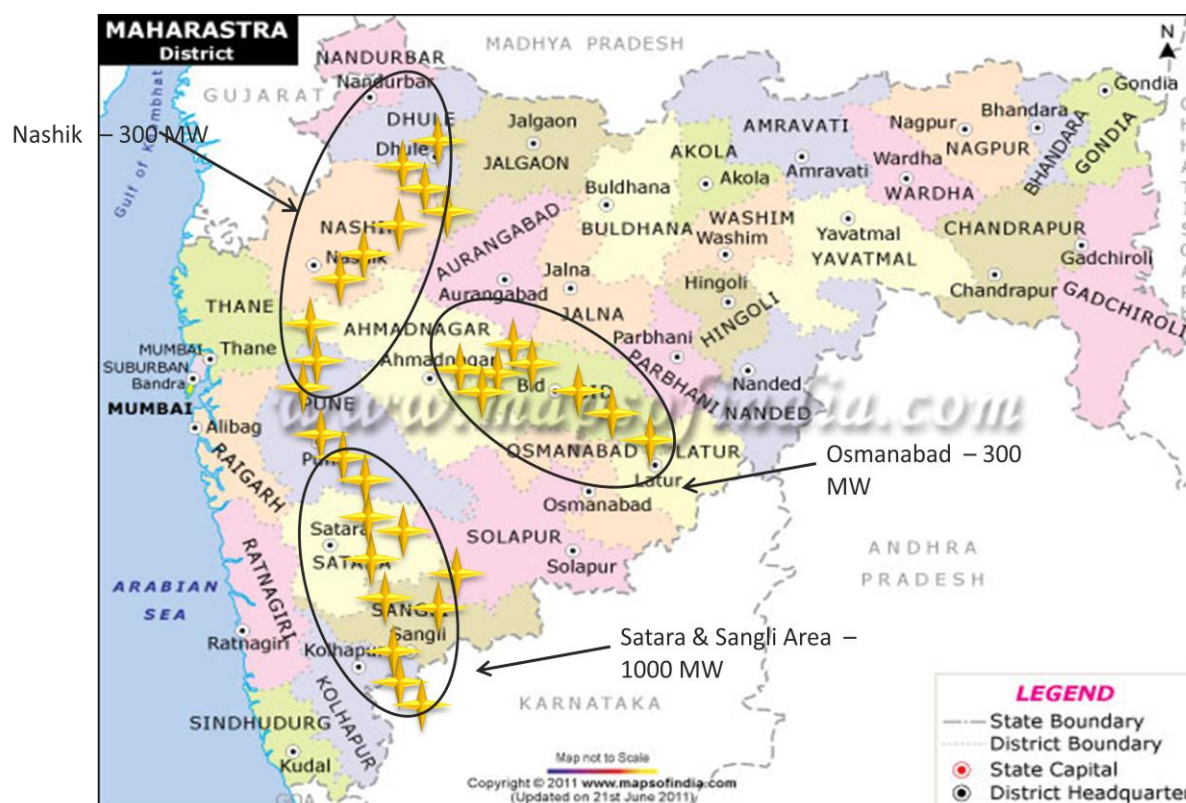 MAHARASTRA
District
N
MADHYA PRADESH
NANDURBAR
Nandurbar
GUJARAT
Gulf of Kambhat
Nashik – 300 MW
DHULE
Dhule
Jalgaon
JALGAON
AKOLA
Akola
AMRAVATI
Amravati
Nagpur
NAGPUR
Bhandara
BHANDARA
Gondia
GONDIA
Wardha
WARDHA
Buldhana
BULDHANA
WASHIM
Washim
Yavatmal
YAVATMAL
CHANDRAPUR
Chandrapur
Gadchiroli
GADCHIROLI
Nashik
AURANGABAD
Aurangabad
Jalna
JALNA
Hingoli
HINGOLI
Parbhani
PARBHANI
Nanded
NANDED
THANE
Thane
MUMBAI
SUBURBAN
Bandra
MUMBAI
AHMADNAGAR
Ahmadnagar
Bid
www.mapsofindia.com
PUNE
Alibag
RAIGARH
OSMANABAD
Osmanabad
LATUR
Latur
Osmanabad – 300
MW
Satara
SOLAPUR
Solapur
ANDHRA
PRADESH
ARABIAN
SEA
RATNAGIRI
Ratnagiri
Sangli
Kolhapur
KOLHAPUR
Satara & Sangli Area –
1000 MW
KARNATAKA
SINDHUDURG
Kudal
GOA
Map not to Scale
Copyright © 2011 www.mapsofindia.com
(Updated on 21st June 2011)
LEGEND
State Boundary
District Boundary
State Capital
District Headquarter